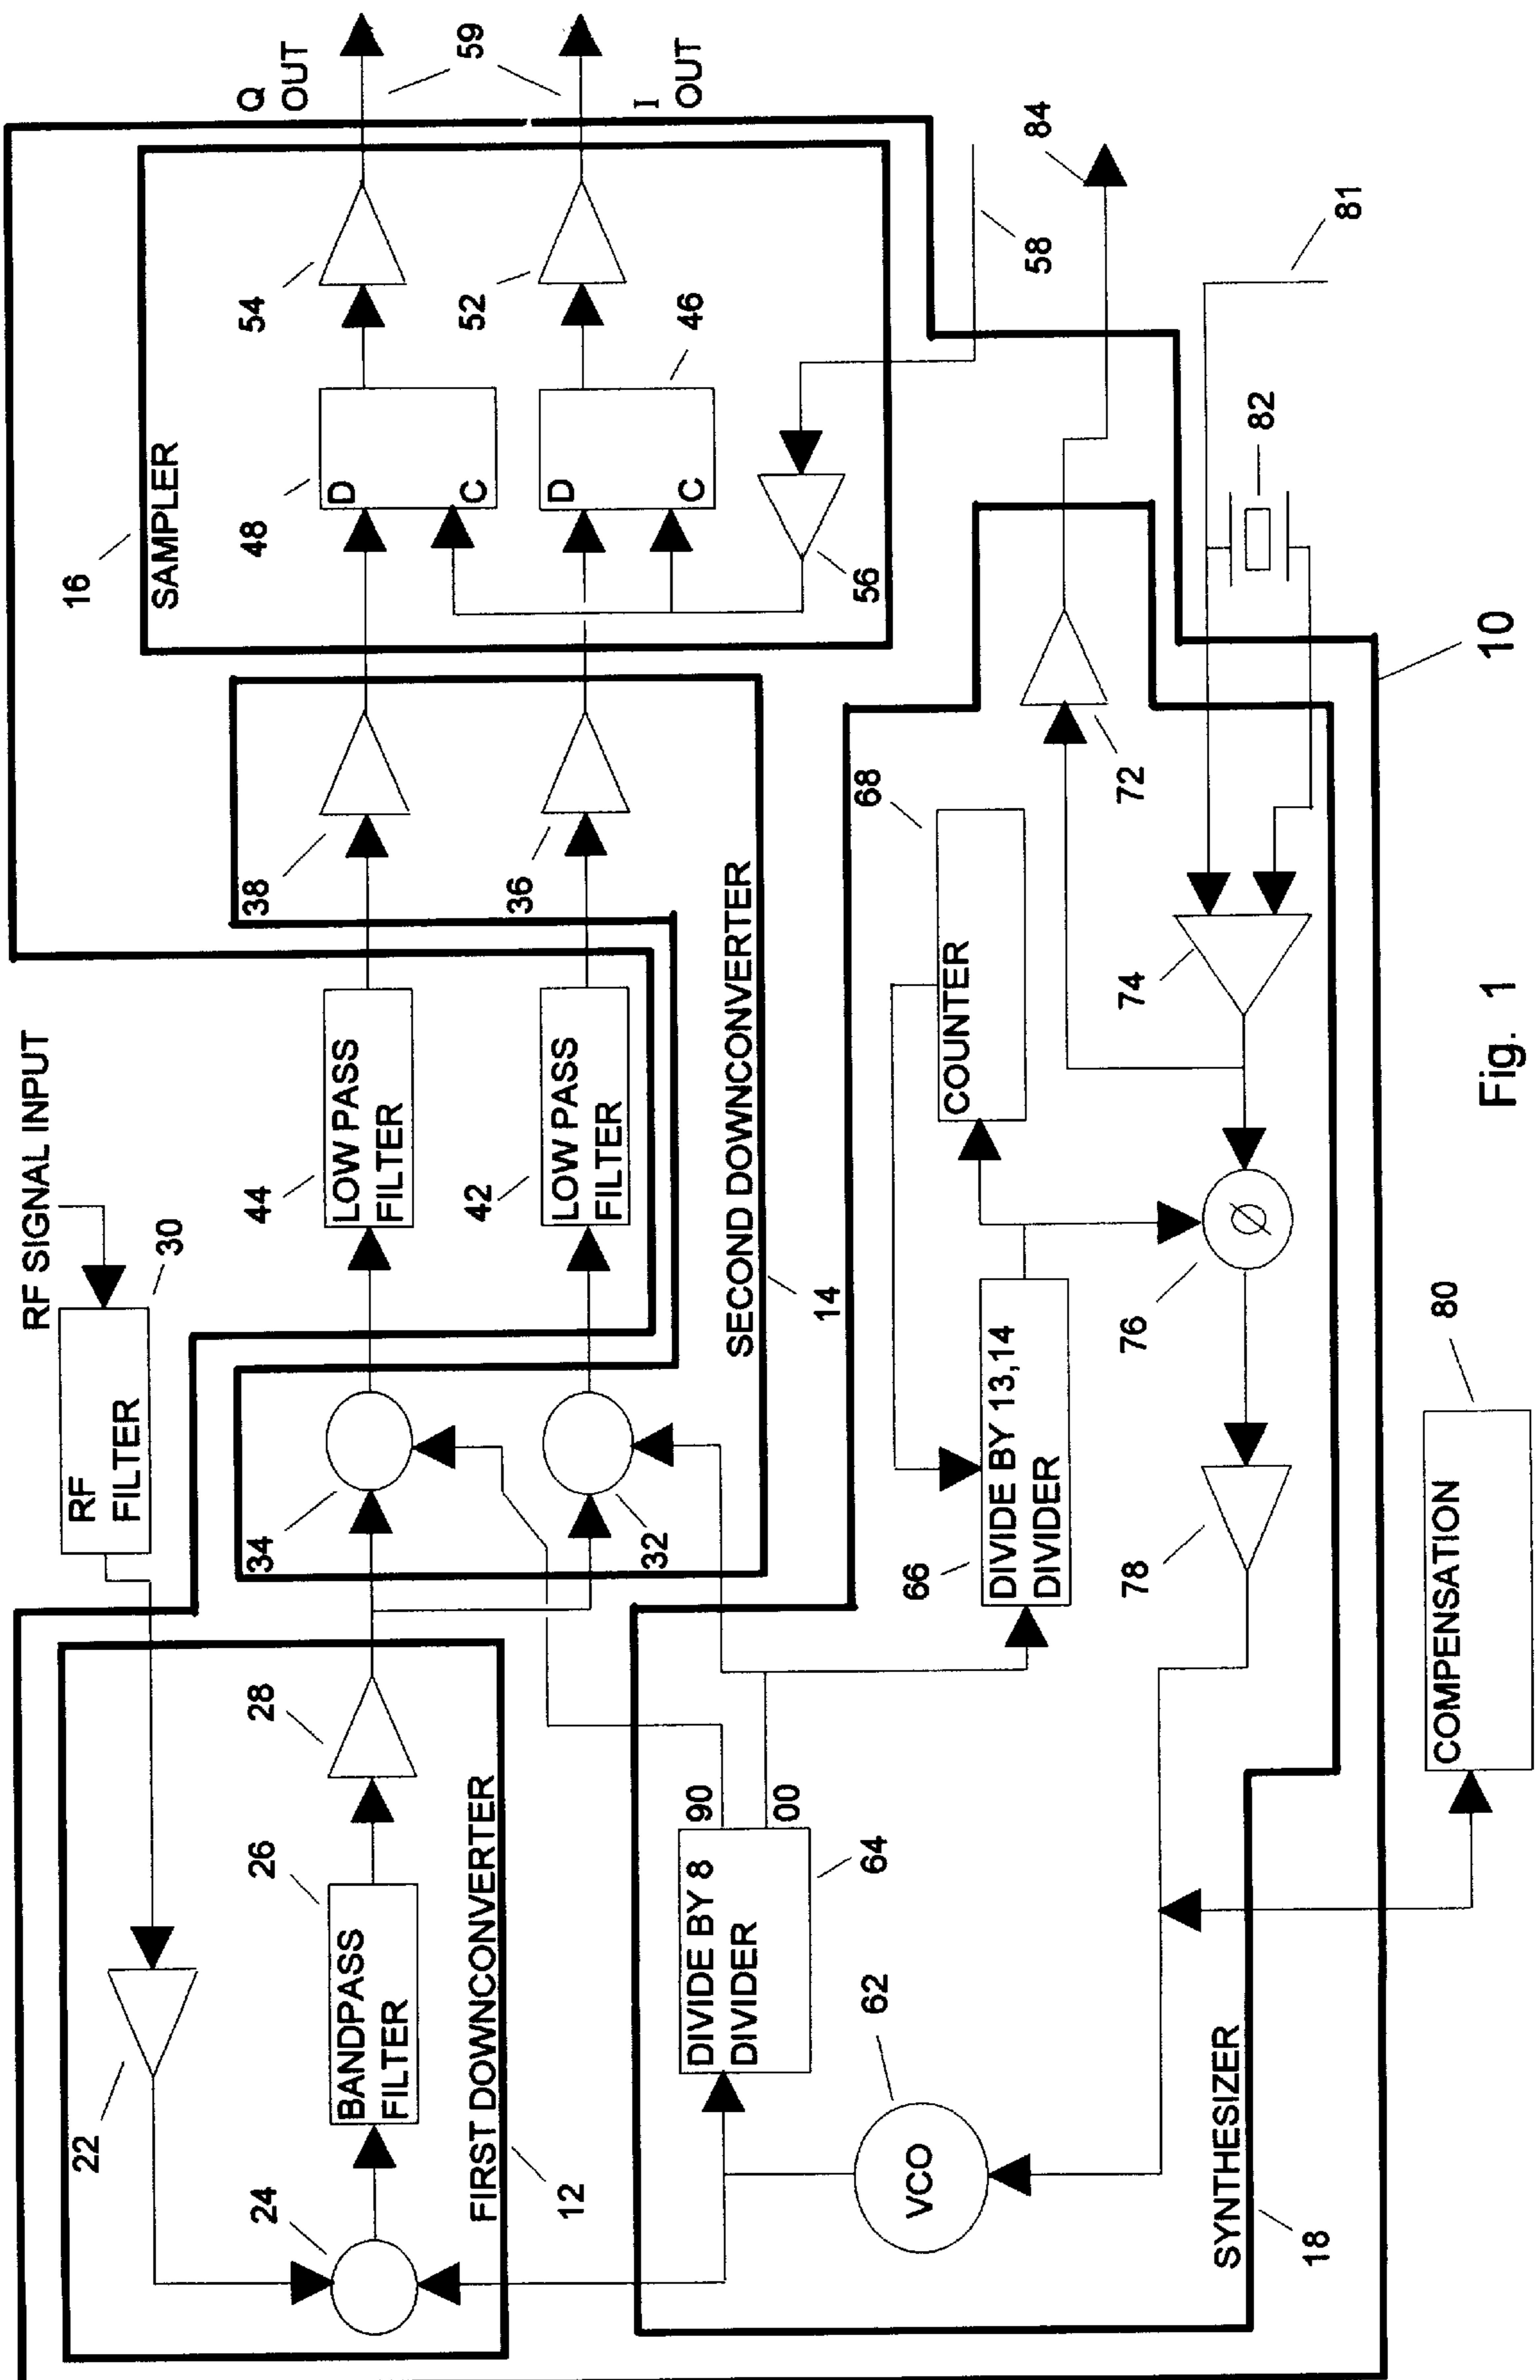 RF SIGNAL INPUT
RF
FILTER
30
22
24
BANDPASS
FILTER
26
28
FIRST DOWNCONVERTER
12
34
32
44
LOW PASS
FILTER
42
LOW PASS
FILTER
38
36
SECOND DOWNCONVERTER
14
16
SAMPLER
48
D
C
D
C
46
54
52
56
Q
OUT
59
I
OUT
58
84
81
82
DIVIDE BY 8
DIVIDER
90
00
64
62
VCO
66
DIVIDE BY 13,14
DIVIDER
68
COUNTER
72
74
76
Ø
78
SYNTHESIZER
18
COMPENSATION
80
10
Fig. 1